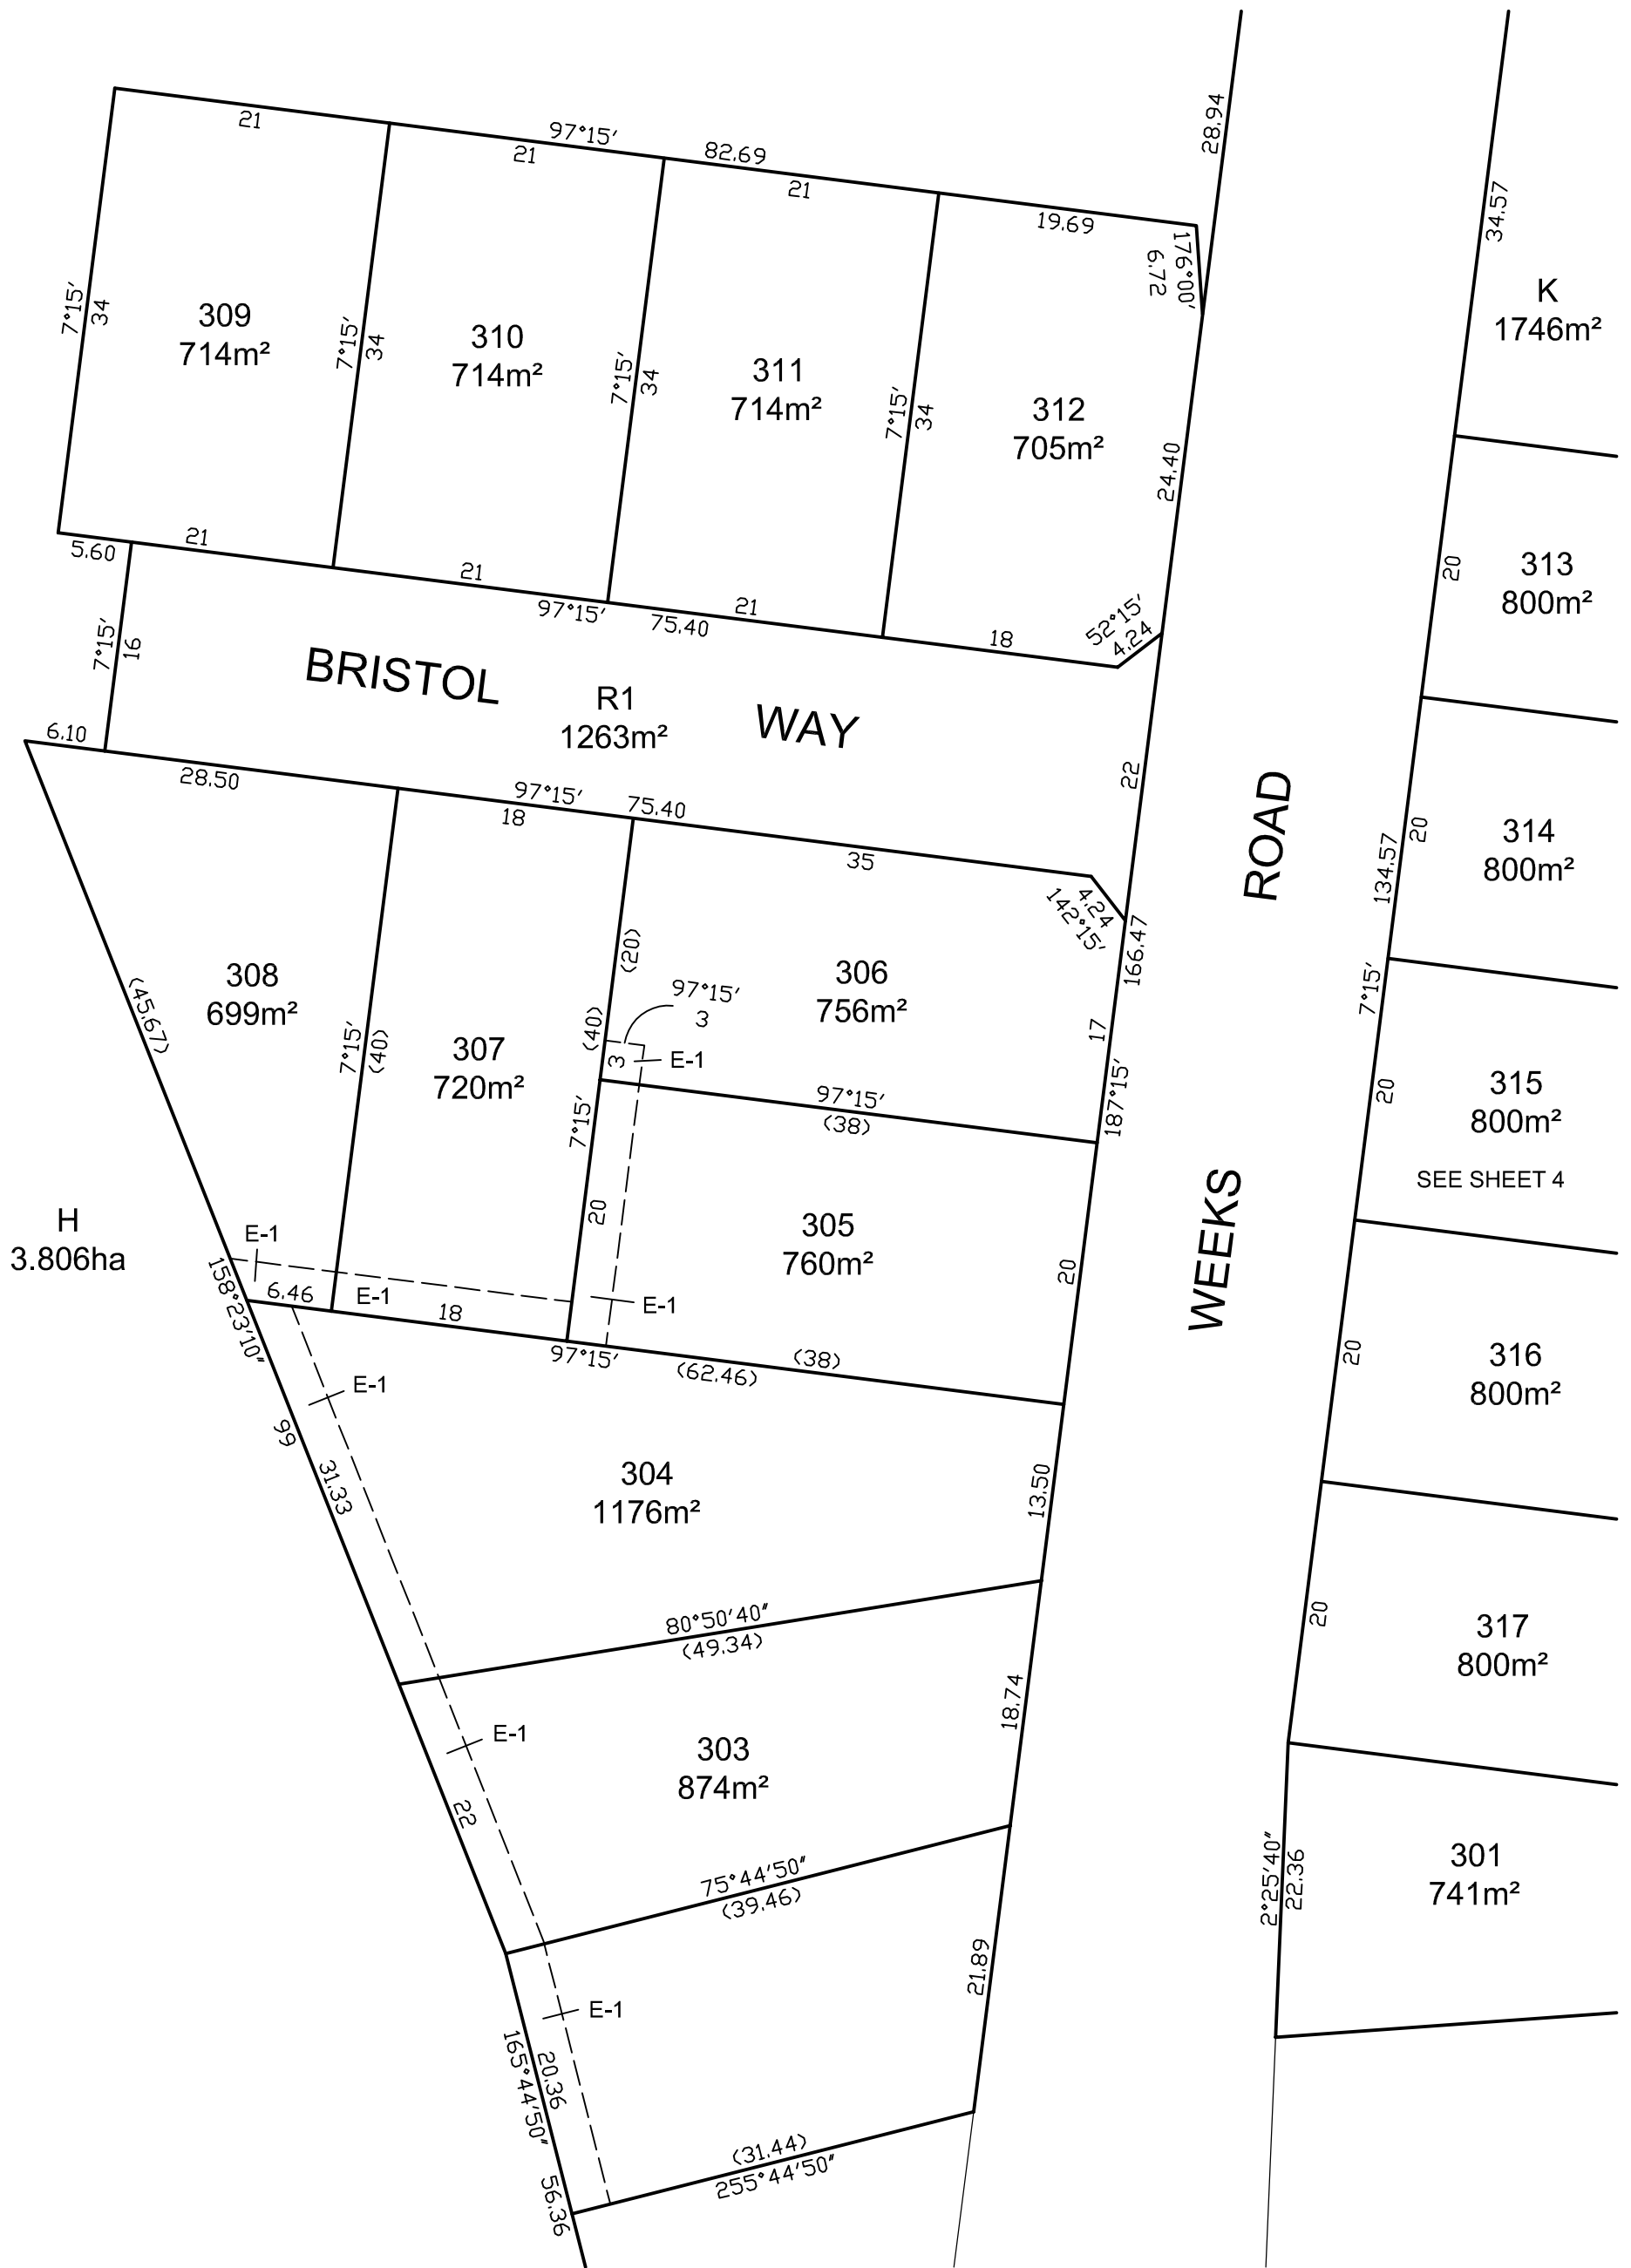 28.94
34.57
21
97°15′
21
82.69
21
19.69
176°00′
6.72
K
1746m²
7°15′
34
309
714m²
7°15′
34
310
714m²
7°15′
34
311
714m²
7°15′
34
312
705m²
24.40
5.60
21
21
97°15′
75.40
21
18
52°15′
4.24
20
313
800m²
7°15′
16
BRISTOL
R1
1263m²
WAY
22
ROAD
6.10
28.50
97°15′
75.40
18
35
4.24
142°15′
166.47
134.57
20
314
800m²
308
699m²
(45.67)
7°15′
(40)
307
720m²
(20)
(40)
97°15′
3
3
E-1
306
756m²
17
187°15′
7°15′
20
315
800m²
SEE SHEET 4
97°15′
(38)
7°15′
20
305
760m²
20
WEEKS
H
3.806ha
E-1
158°23′10″
6.46
E-1
18
E-1
97°15′
(62.46)
(38)
20
316
800m²
E-1
99
31.33
304
1176m²
13.50
80°50′40″
(49.34)
20
317
800m²
E-1
22
303
874m²
18.74
75°44′50″
(39.46)
2°25′40″
22.36
301
741m²
E-1
21.89
165°44′50″
20.36
56.36
(31.44)
255°44′50″